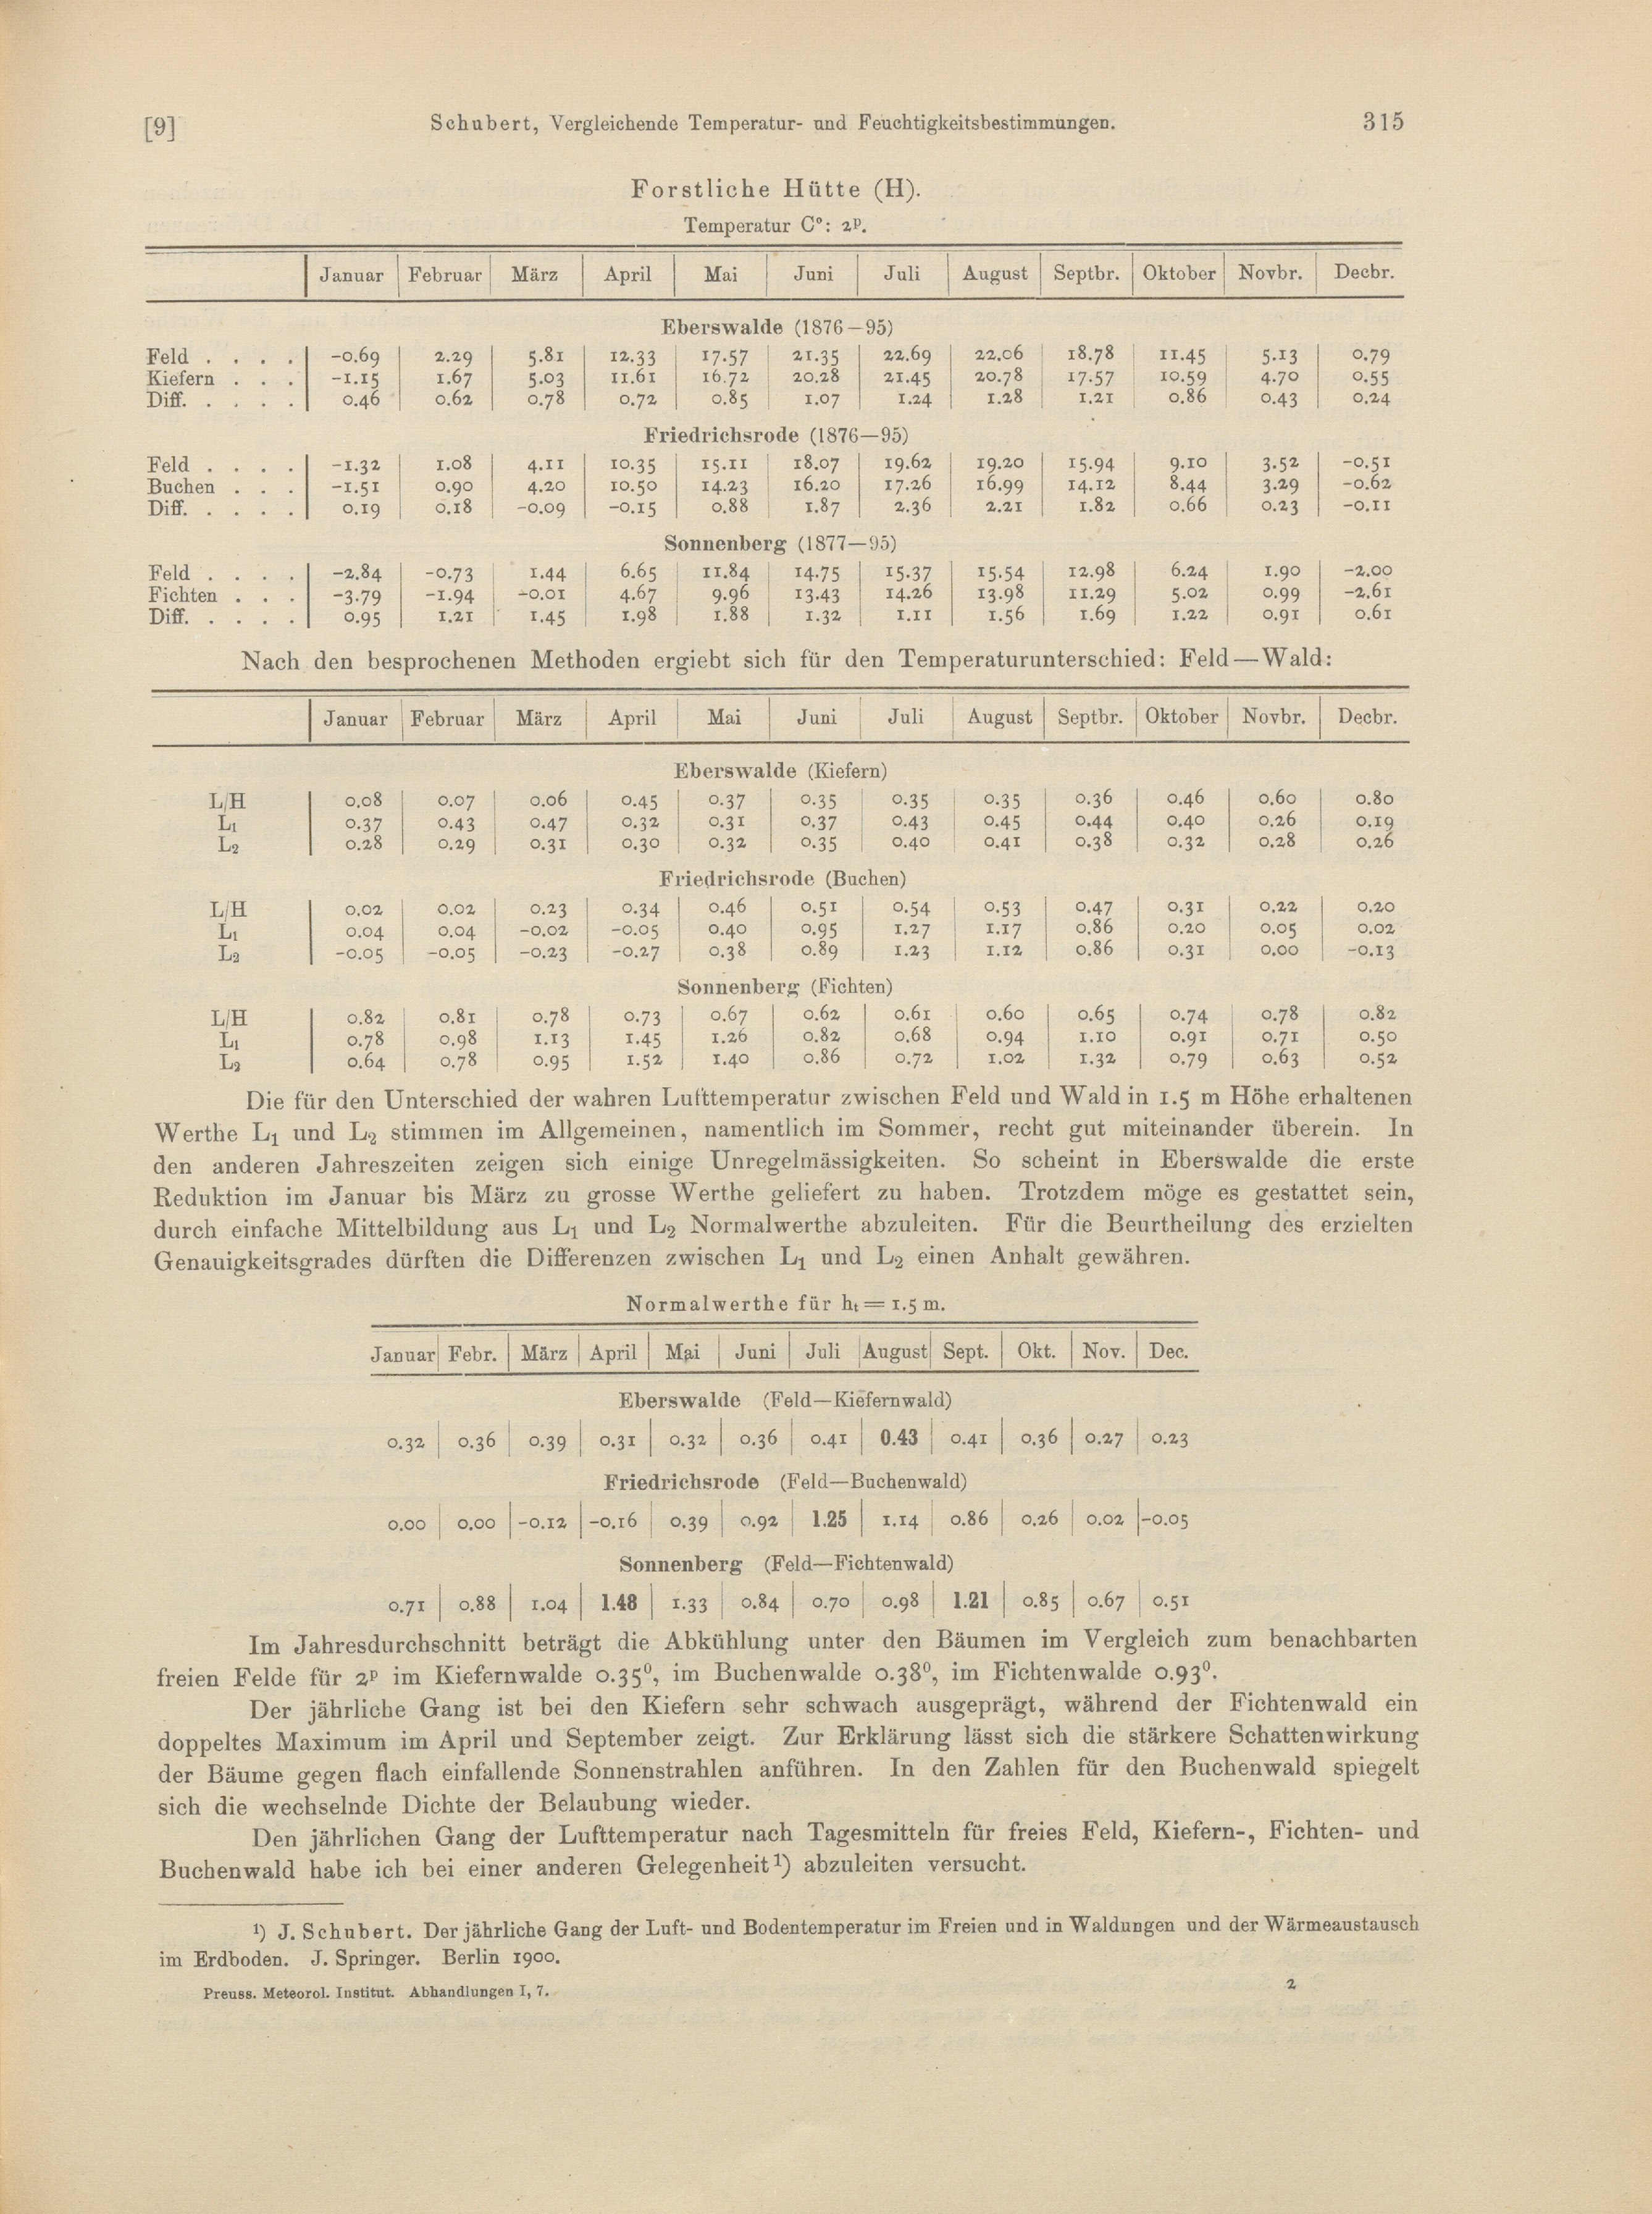 [9] Schubert, Vergleichende Temperatur- und Feuchtigkeitsbestimmungen. 315
Forstliche Hütte (H).
Temperatur C°: 2ᵖ.
Januar Februar März April Mai Juni Juli August Septbr. Oktober Novbr. Decbr.
Eberswalde (1876—95)
Feld . . . . -0.69 2.29 5.81 12.33 17.57 21.35 22.69 22.06 18.78 11.45 5.13 0.79
Kiefern . . . -1.15 1.67 5.03 11.61 16.72 20.28 21.45 20.78 17.57 10.59 4.70 0.55
Diff. . . . . 0.46 0.62 0.78 0.72 0.85 1.07 1.24 1.28 1.21 0.86 0.43 0.24
Friedrichsrode (1876—95)
Feld . . . . -1.32 1.08 4.11 10.35 15.11 18.07 19.62 19.20 15.94 9.10 3.52 -0.51
Buchen . . . -1.51 0.90 4.20 10.50 14.23 16.20 17.26 16.99 14.12 8.44 3.29 -0.62
Diff. . . . . 0.19 0.18 -0.09 -0.15 0.88 1.87 2.36 2.21 1.82 0.66 0.23 -0.11
Sonnenberg (1877—95)
Feld . . . . -2.84 -0.73 1.44 6.65 11.84 14.75 15.37 15.54 12.98 6.24 1.90 -2.00
Fichten . . . -3.79 -1.94 -0.01 4.67 9.96 13.43 14.26 13.98 11.29 5.02 0.99 -2.61
Diff. . . . . 0.95 1.21 1.45 1.98 1.88 1.32 1.11 1.56 1.69 1.22 0.91 0.61
Nach den besprochenen Methoden ergiebt sich für den Temperaturunterschied: Feld—Wald:
Januar Februar März April Mai Juni Juli August Septbr. Oktober Novbr. Decbr.
Eberswalde (Kiefern)
L/H 0.08 0.07 0.06 0.45 0.37 0.35 0.35 0.35 0.36 0.46 0.60 0.80
L₁ 0.37 0.43 0.47 0.32 0.31 0.37 0.43 0.45 0.44 0.40 0.26 0.19
L₂ 0.28 0.29 0.31 0.30 0.32 0.35 0.40 0.41 0.38 0.32 0.28 0.26
Friedrichsrode (Buchen)
L/H 0.02 0.02 0.23 0.34 0.46 0.51 0.54 0.53 0.47 0.31 0.22 0.20
L₁ 0.04 0.04 -0.02 -0.05 0.40 0.95 1.27 1.17 0.86 0.20 0.05 0.02
L₂ -0.05 -0.05 -0.23 -0.27 0.38 0.89 1.23 1.12 0.86 0.31 0.00 -0.13
Sonnenberg (Fichten)
L/H 0.82 0.81 0.78 0.73 0.67 0.62 0.61 0.60 0.65 0.74 0.78 0.82
L₁ 0.78 0.98 1.13 1.45 1.26 0.82 0.68 0.94 1.10 0.91 0.71 0.50
L₂ 0.64 0.78 0.95 1.52 1.40 0.86 0.72 1.02 1.32 0.79 0.63 0.52
Die für den Unterschied der wahren Lufttemperatur zwischen Feld und Wald in 1.5 m Höhe erhaltenen
Werthe L₁ und L₂ stimmen im Allgemeinen, namentlich im Sommer, recht gut miteinander überein. In
den anderen Jahreszeiten zeigen sich einige Unregelmässigkeiten. So scheint in Eberswalde die erste
Reduktion im Januar bis März zu grosse Werthe geliefert zu haben. Trotzdem möge es gestattet sein,
durch einfache Mittelbildung aus L₁ und L₂ Normalwerthe abzuleiten. Für die Beurtheilung des erzielten
Genauigkeitsgrades dürften die Differenzen zwischen L₁ und L₂ einen Anhalt gewähren.
Normalwerthe für hₜ = 1.5 m.
Januar Febr. März April Mai Juni Juli August Sept. Okt. Nov. Dec.
Eberswalde (Feld—Kiefernwald)
0.32 0.36 0.39 0.31 0.32 0.36 0.41 0.43 0.41 0.36 0.27 0.23
Friedrichsrode (Feld—Buchenwald)
0.00 0.00 -0.12 -0.16 0.39 0.92 1.25 1.14 0.86 0.26 0.02 -0.05
Sonnenberg (Feld—Fichtenwald)
0.71 0.88 1.04 1.48 1.33 0.84 0.70 0.98 1.21 0.85 0.67 0.51
Im Jahresdurchschnitt beträgt die Abkühlung unter den Bäumen im Vergleich zum benachbarten
freien Felde für 2ᵖ im Kiefernwalde 0.35⁰, im Buchenwalde 0.38⁰, im Fichtenwalde 0.93⁰.
Der jährliche Gang ist bei den Kiefern sehr schwach ausgeprägt, während der Fichtenwald ein
doppeltes Maximum im April und September zeigt. Zur Erklärung lässt sich die stärkere Schattenwirkung
der Bäume gegen flach einfallende Sonnenstrahlen anführen. In den Zahlen für den Buchenwald spiegelt
sich die wechselnde Dichte der Belaubung wieder.
Den jährlichen Gang der Lufttemperatur nach Tagesmitteln für freies Feld, Kiefern-, Fichten- und
Buchenwald habe ich bei einer anderen Gelegenheit¹) abzuleiten versucht.
¹) J. Schubert. Der jährliche Gang der Luft- und Bodentemperatur im Freien und in Waldungen und der Wärmeaustausch
im Erdboden. J. Springer. Berlin 1900.
Preuss. Meteorol. Institut. Abhandlungen I, 7. 2